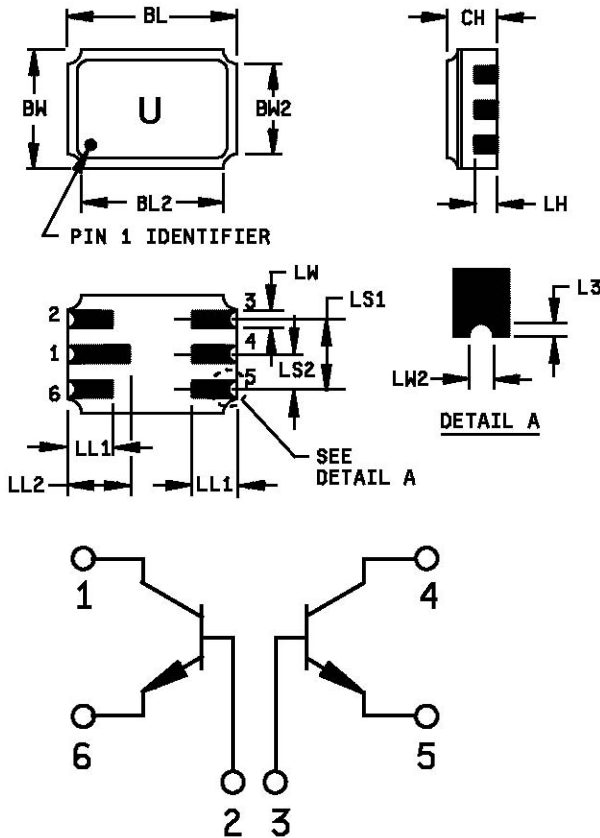 BL
CH
BW
U
BW2
BL2
LH
PIN 1 IDENTIFIER
LW
LS1
L3
2
3
1
4
LS2
6
5
LW2
DETAIL A
LL1
SEE
DETAIL A
LL2
LL1
1
4
6
5
2
3